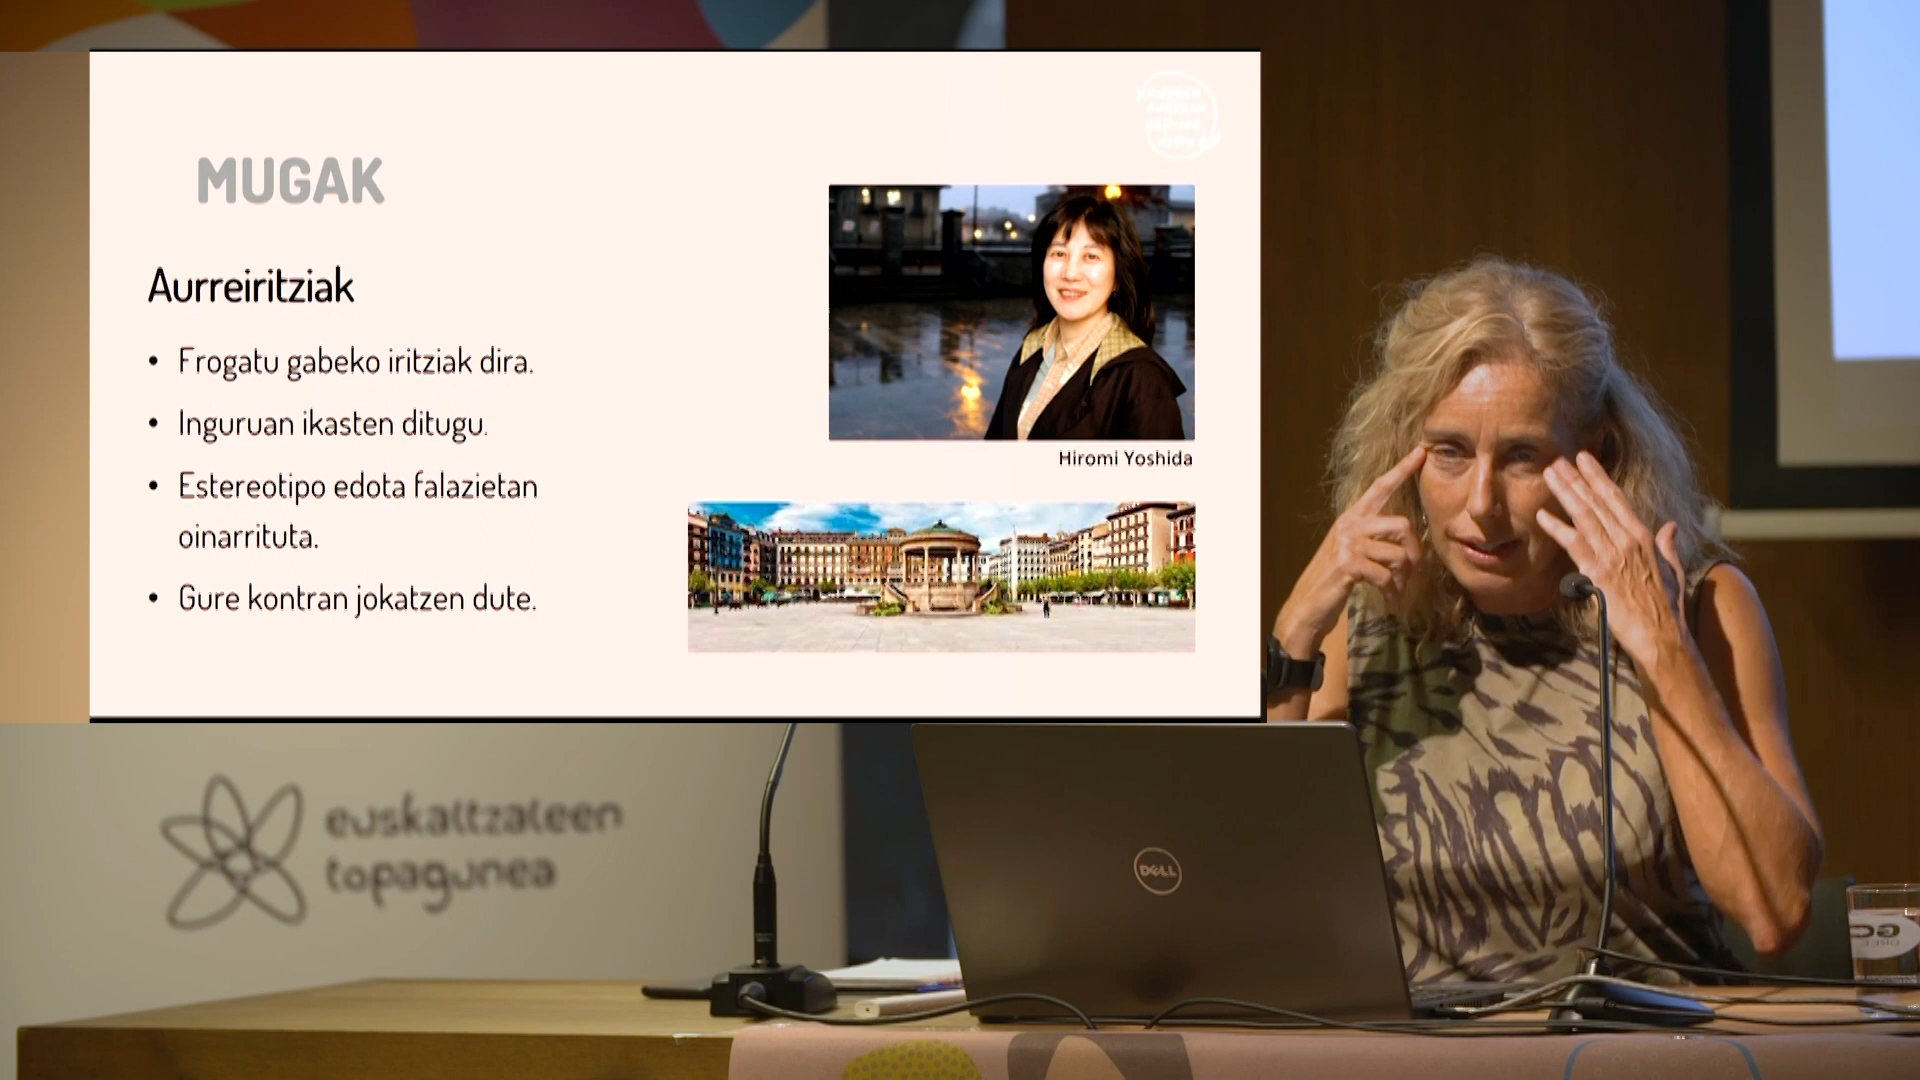 MUGAK
Aurreiritziak
• Frogatu gabeko iritziak dira.
• Inguruan ikasten ditugu.
• Estereotipo edota falazietan
oinarrituta.
• Gure kontran jokatzen dute.
Hiromi Yoshida
euskaltzaleen
topagunea
DELL